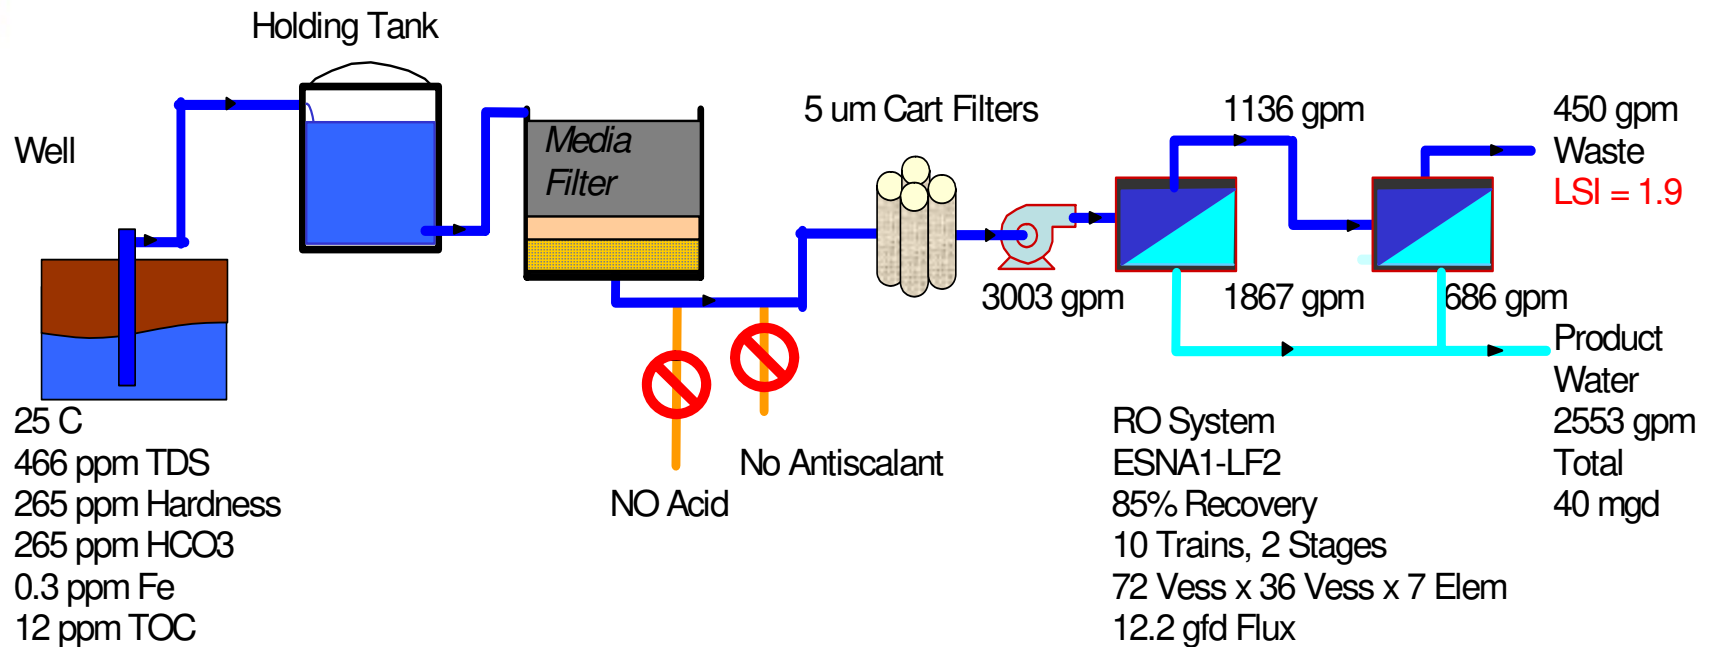 Holding Tank
Well
Media
Filter
5 um Cart Filters
1136 gpm
450 gpm
Waste
LSI = 1.9
3003 gpm
1867 gpm
686 gpm
Product
Water
2553 gpm
Total
40 mgd
No Antiscalant
NO Acid
25 C
466 ppm TDS
265 ppm Hardness
265 ppm HCO3
0.3 ppm Fe
12 ppm TOC
RO System
ESNA1-LF2
85% Recovery
10 Trains, 2 Stages
72 Vess x 36 Vess x 7 Elem
12.2 gfd Flux